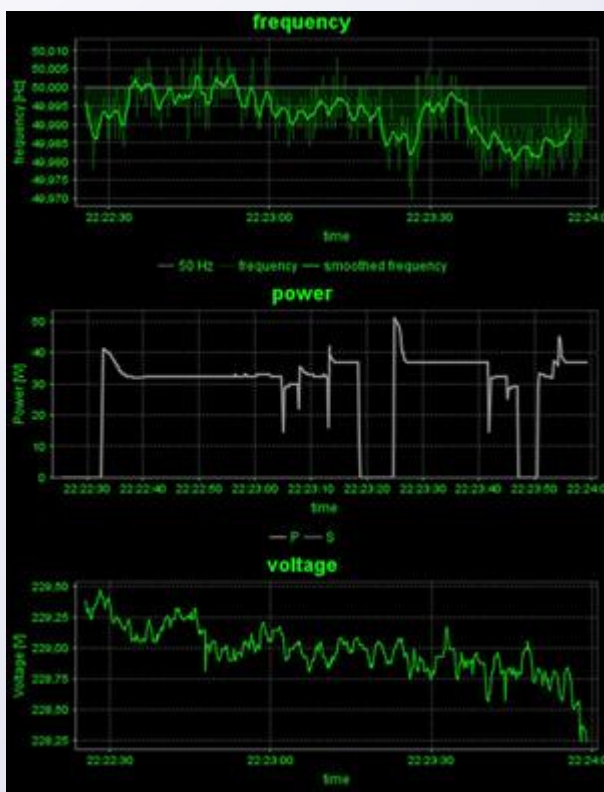 frequency
50,010
50,005
50,000
49,995
49,990
49,985
49,980
49,975
49,970
frequency [Hz]
22:22:30 22:23:00 22:23:30 22:24:0
time
50 Hz frequency smoothed frequency
power
50
40
30
20
10
0
Power [W]
22:22:30 22:22:40 22:22:50 22:23:00 22:23:10 22:23:20 22:23:30 22:23:40 22:23:50 22:24:0
time
P S
voltage
229,50
229,25
229,00
228,50
228,25
Voltage [V]
22:22:30 22:23:00 22:23:30 22:24:0
time